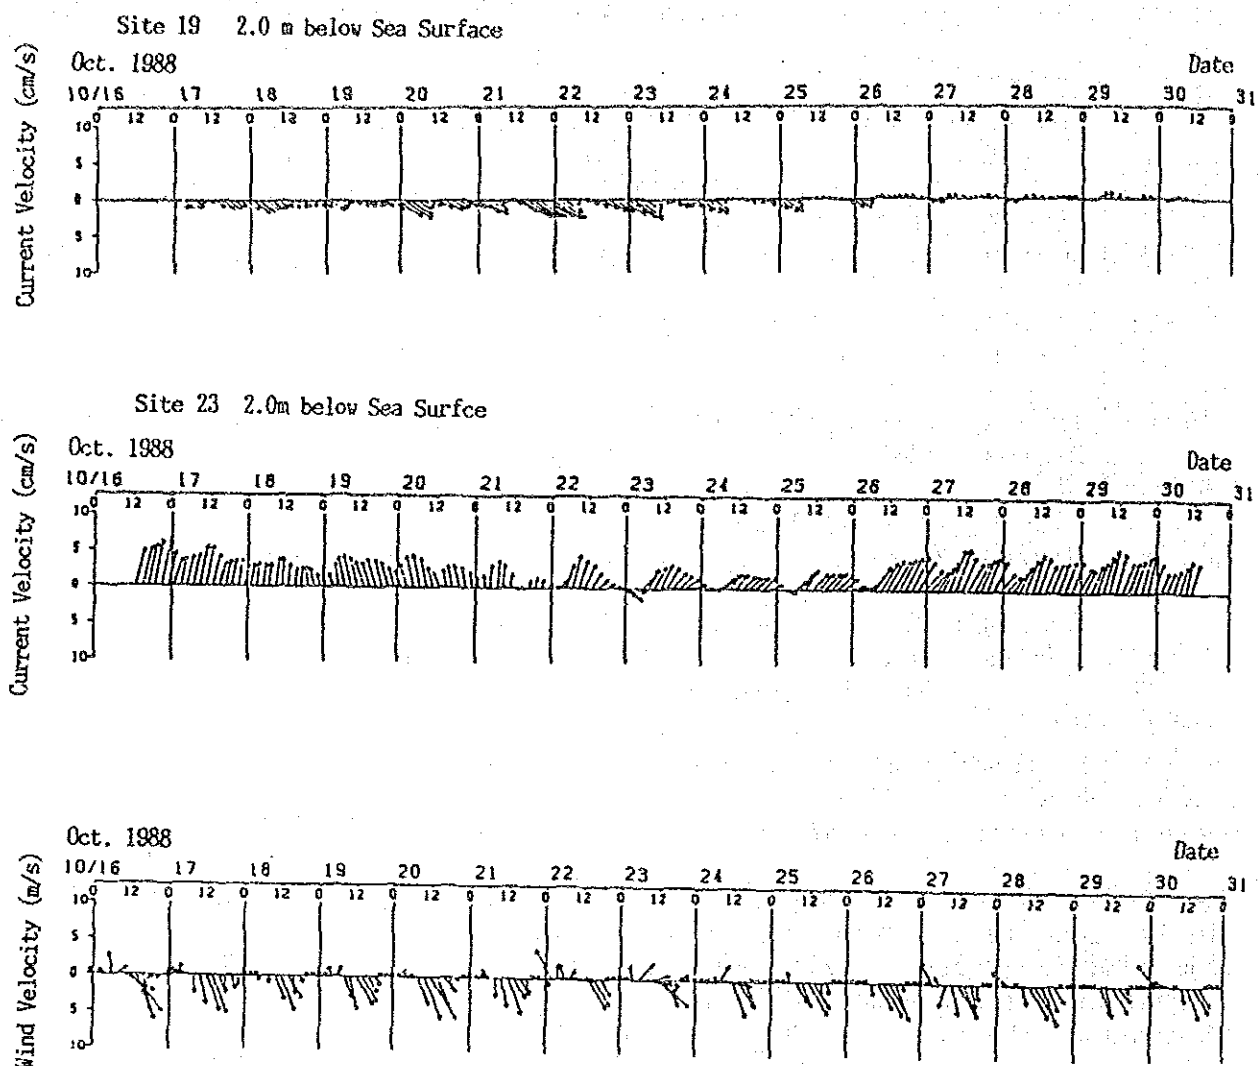 Site 19 2.0 m below Sea Surface
Oct. 1988
Date
10/16 17 18 19 20 21 22 23 24 25 26 27 28 29 30 31
0 12 0 12 0 12 0 12 0 12 0 12 0 12 0 12 0 12 0 12 0 12 0 12 0 12 0 12 0 12 0
Current Velocity (cm/s)
10
5
0
5
10
Site 23 2.0m below Sea Surfce
Oct. 1988
Date
10/16 17 18 19 20 21 22 23 24 25 26 27 28 29 30 31
0 12 0 12 0 12 0 12 0 12 0 12 0 12 0 12 0 12 0 12 0 12 0 12 0 12 0 12 0 12 0
Current Velocity (cm/s)
10
5
0
5
10
Oct. 1988
Date
10/16 17 18 19 20 21 22 23 24 25 26 27 28 29 30 31
0 12 0 12 0 12 0 12 0 12 0 12 0 12 0 12 0 12 0 12 0 12 0 12 0 12 0 12 0 12 0
Wind Velocity (m/s)
10
5
0
5
10